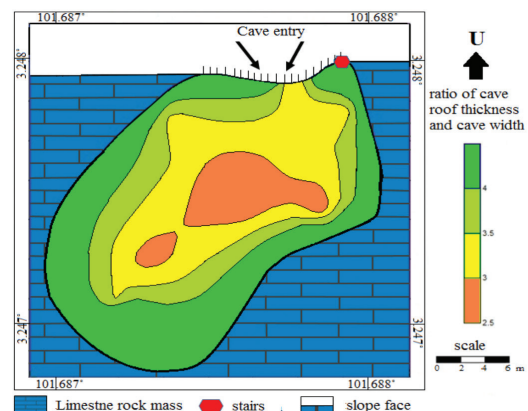 101.687° 101.688°
Cave entry
3.248° 3.248°
U
ratio of cave
roof thickness
and cave width
4
3.5
3
2.5
3.247° 3.247°
scale
0 2 4 6 m
101.687° 101.688°
Limestne rock mass stairs slope face